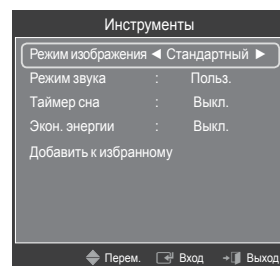 Инструменты
Режим изображения ◄ Стандартный ►
Режим звука : Польз.
Таймер сна : Выкл.
Экон. энергии : Выкл.
Добавить к избранному
Перем. Вход Выход